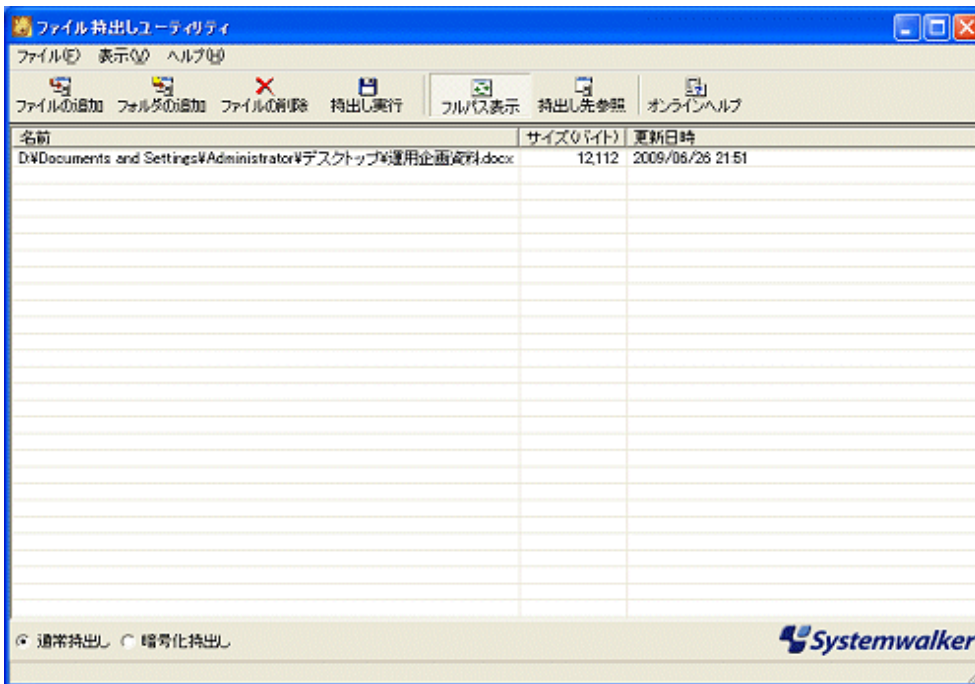 ファイル持出しユーティリティ
ファイル(F) 表示(V) ヘルプ(H)
ファイルの追加 フォルダの追加 ファイルの削除 持出し実行 フルパス表示 持出し先参照 オンラインヘルプ
名前 サイズ(バイト) 更新日時
D:¥Documents and Settings¥Administrator¥デスクトップ¥運用企画資料.docx 12,112 2009/06/26 21:51
通常持出し 暗号化持出し
Systemwalker